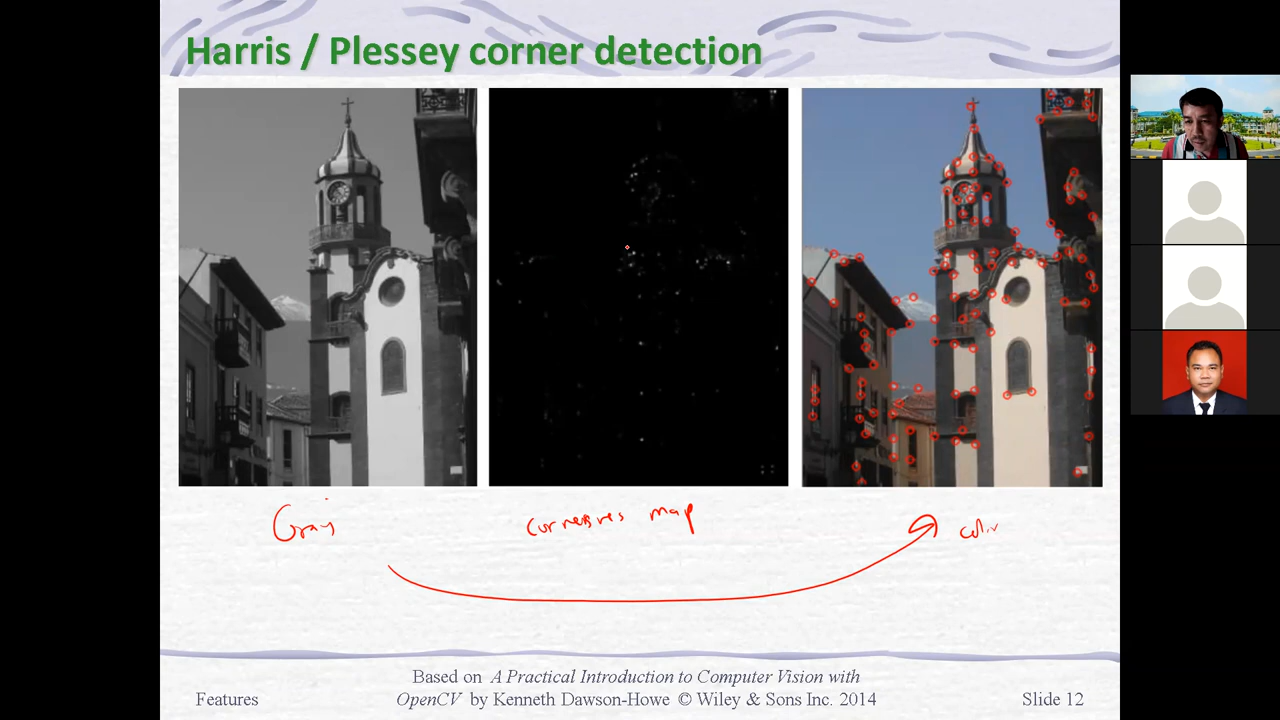 Harris / Plessey corner detection
Gray
cornerness map
Based on A Practical Introduction to Computer Vision with
Features OpenCV by Kenneth Dawson-Howe © Wiley & Sons Inc. 2014 Slide 12